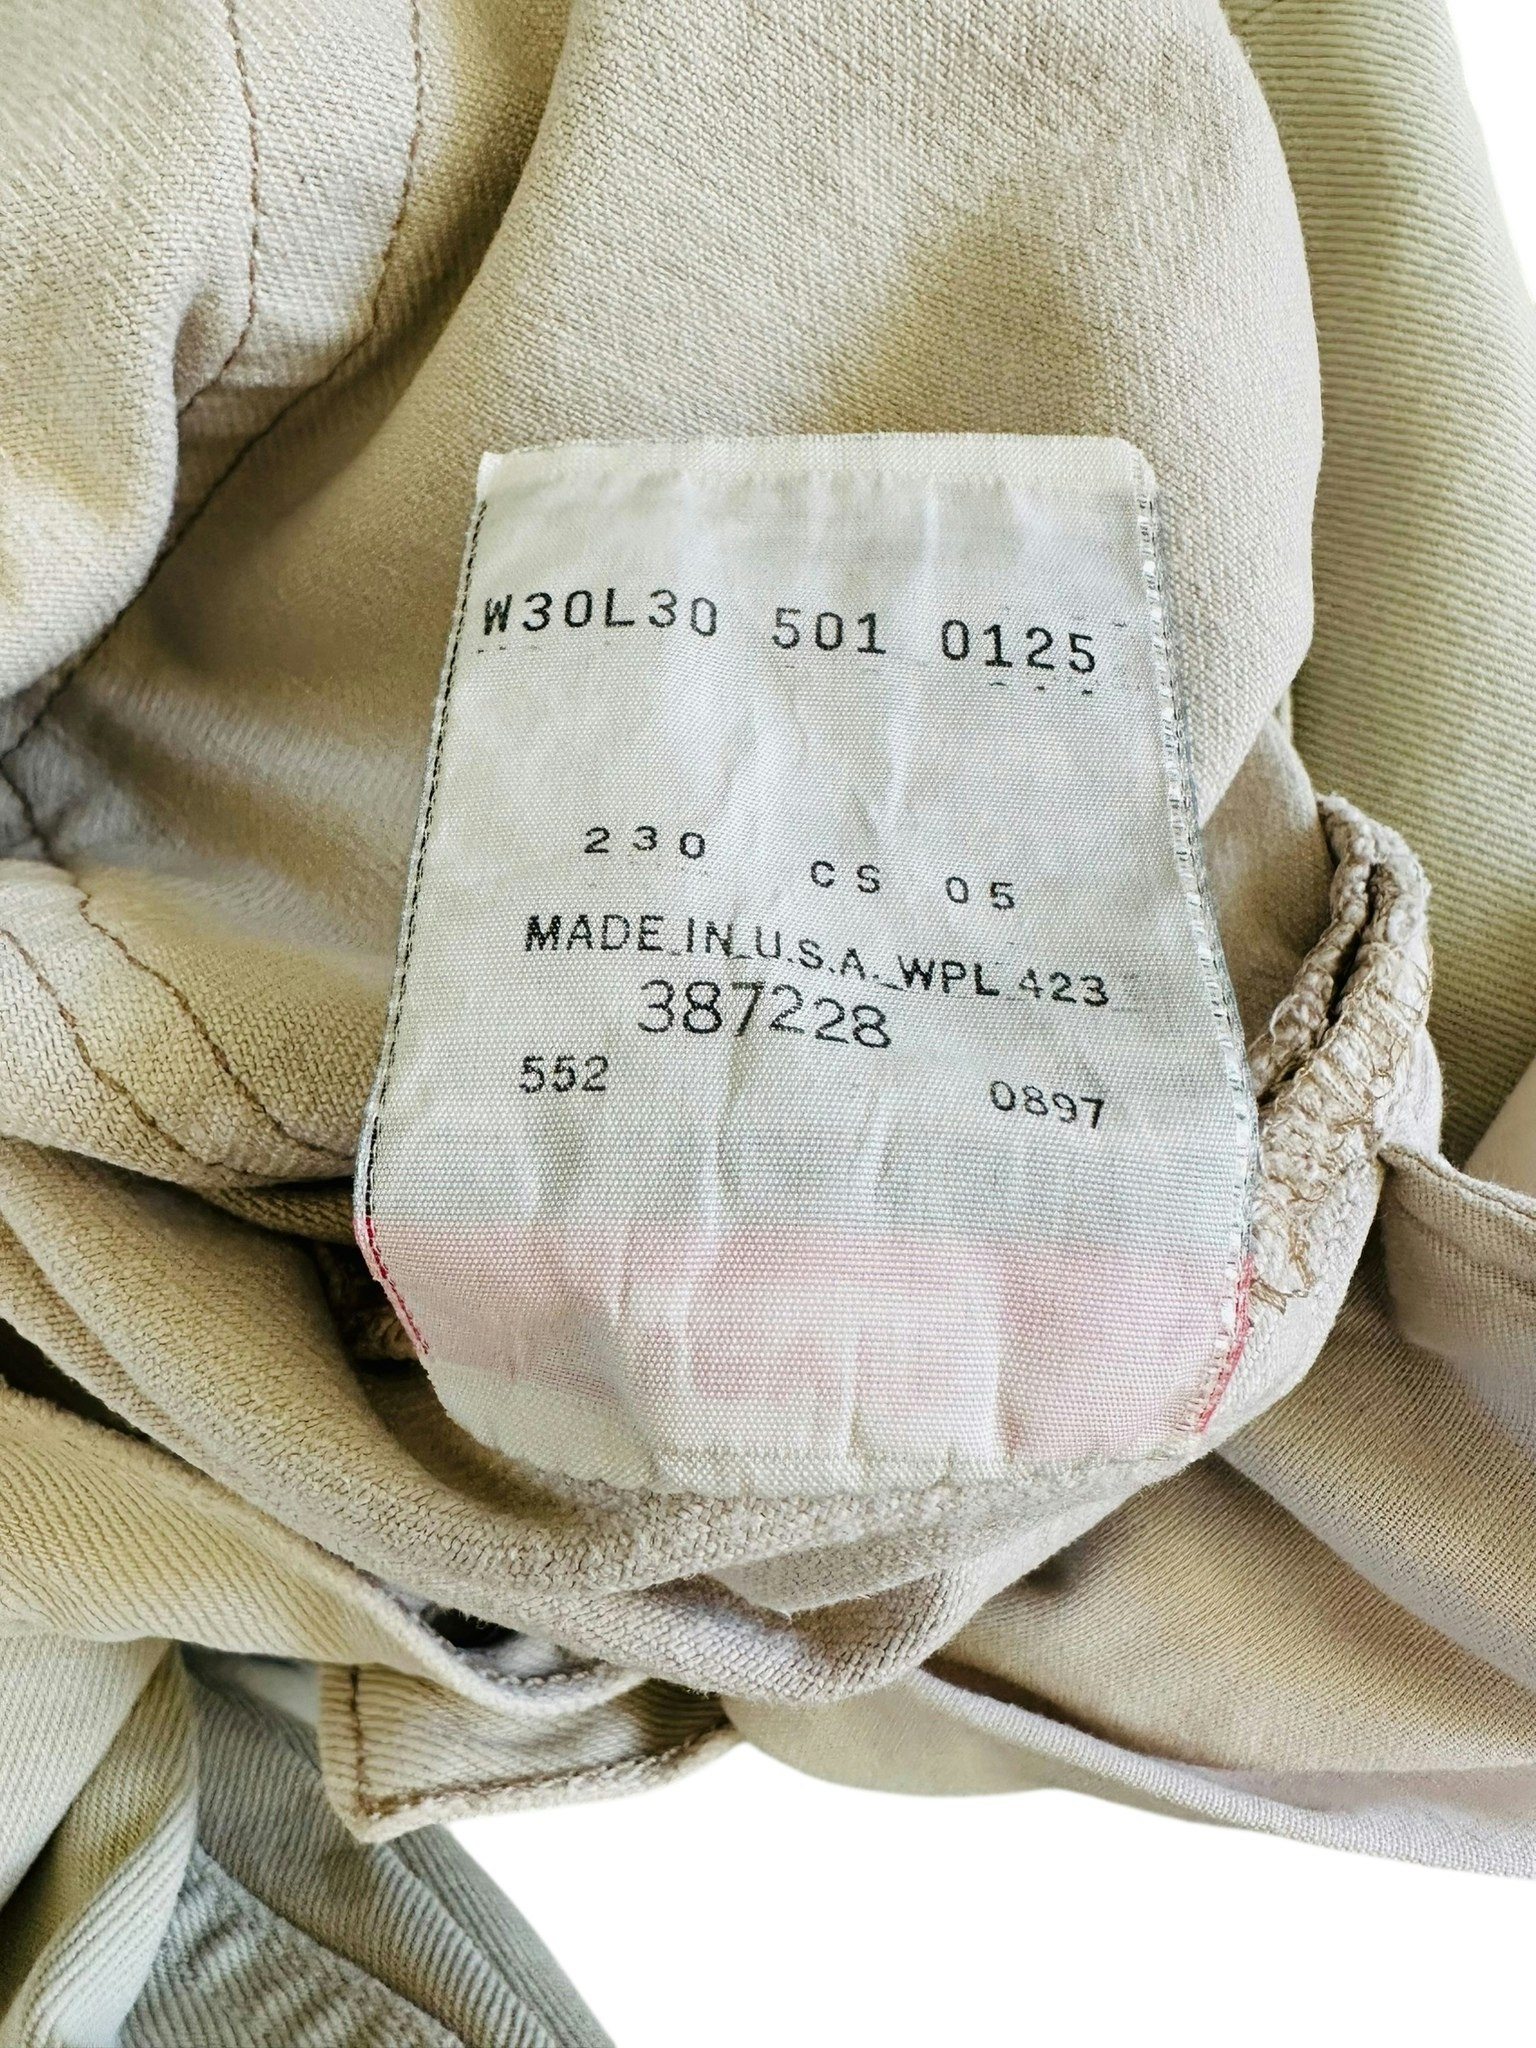 W30L30 501 0125
230 CS 05
MADE IN U.S.A. WPL 423
387228
552 0897